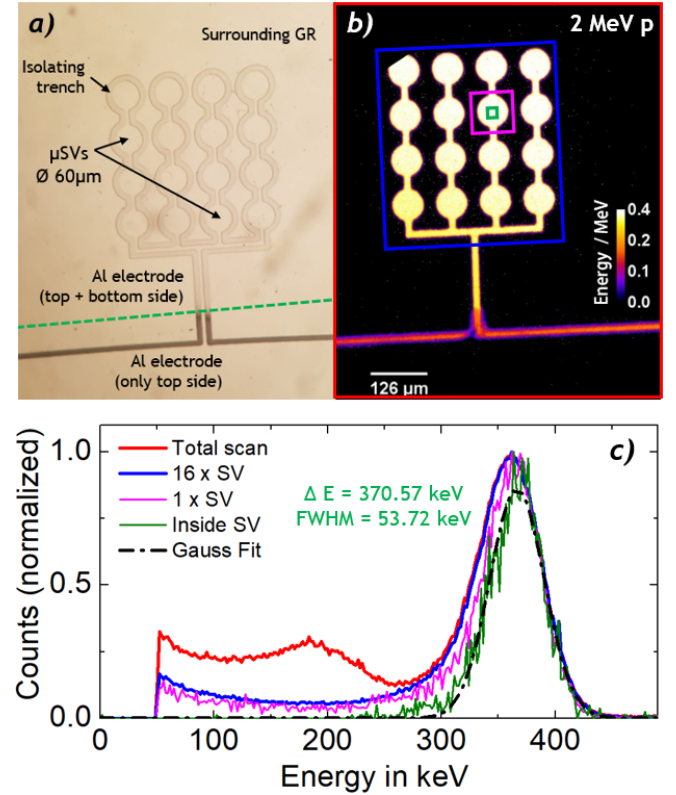 a)
Surrounding GR
Isolating
trench
μSVs
Ø 60μm
Al electrode
(top + bottom side)
Al electrode
(only top side)
b)
2 MeV p
Energy / MeV
0.4
0.2
0.1
0.0
126 μm
c)
Counts (normalized)
1.0
0.5
0.0
Total scan
16 x SV
1 x SV
Inside SV
Gauss Fit
Δ E = 370.57 keV
FWHM = 53.72 keV
0 100 200 300 400
Energy in keV